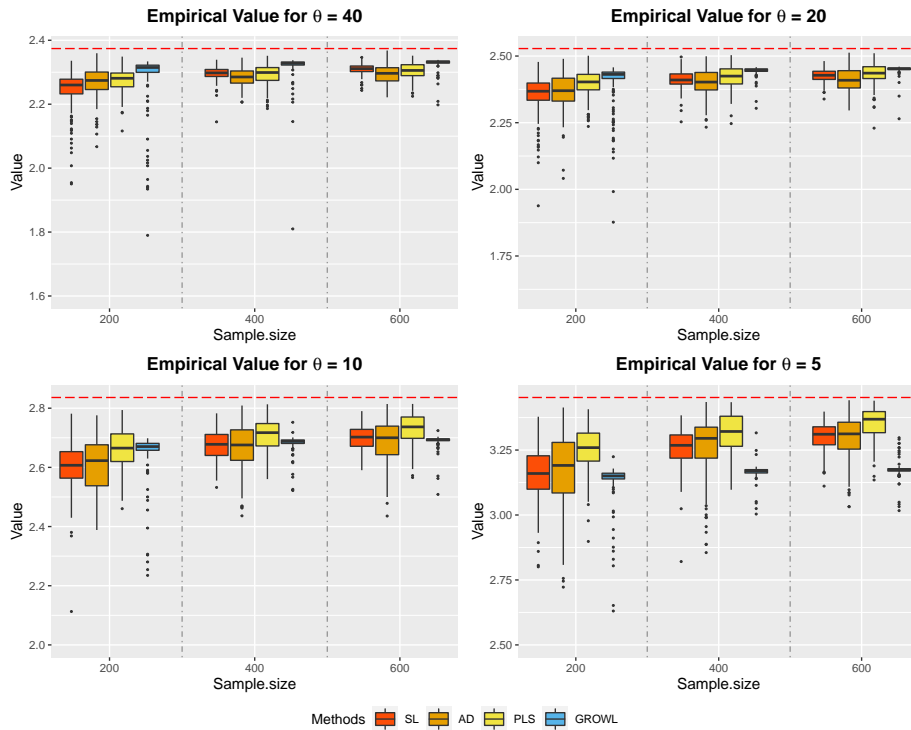 Empirical Value for θ = 40
Value
2.4
2.2
2.0
1.8
1.6
200
400
600
Sample.size
Empirical Value for θ = 20
Value
2.50
2.25
2.00
1.75
200
400
600
Sample.size
Empirical Value for θ = 10
Value
2.8
2.6
2.4
2.2
2.0
200
400
600
Sample.size
Empirical Value for θ = 5
Value
3.25
3.00
2.75
2.50
200
400
600
Sample.size
Methods SL AD PLS GROWL